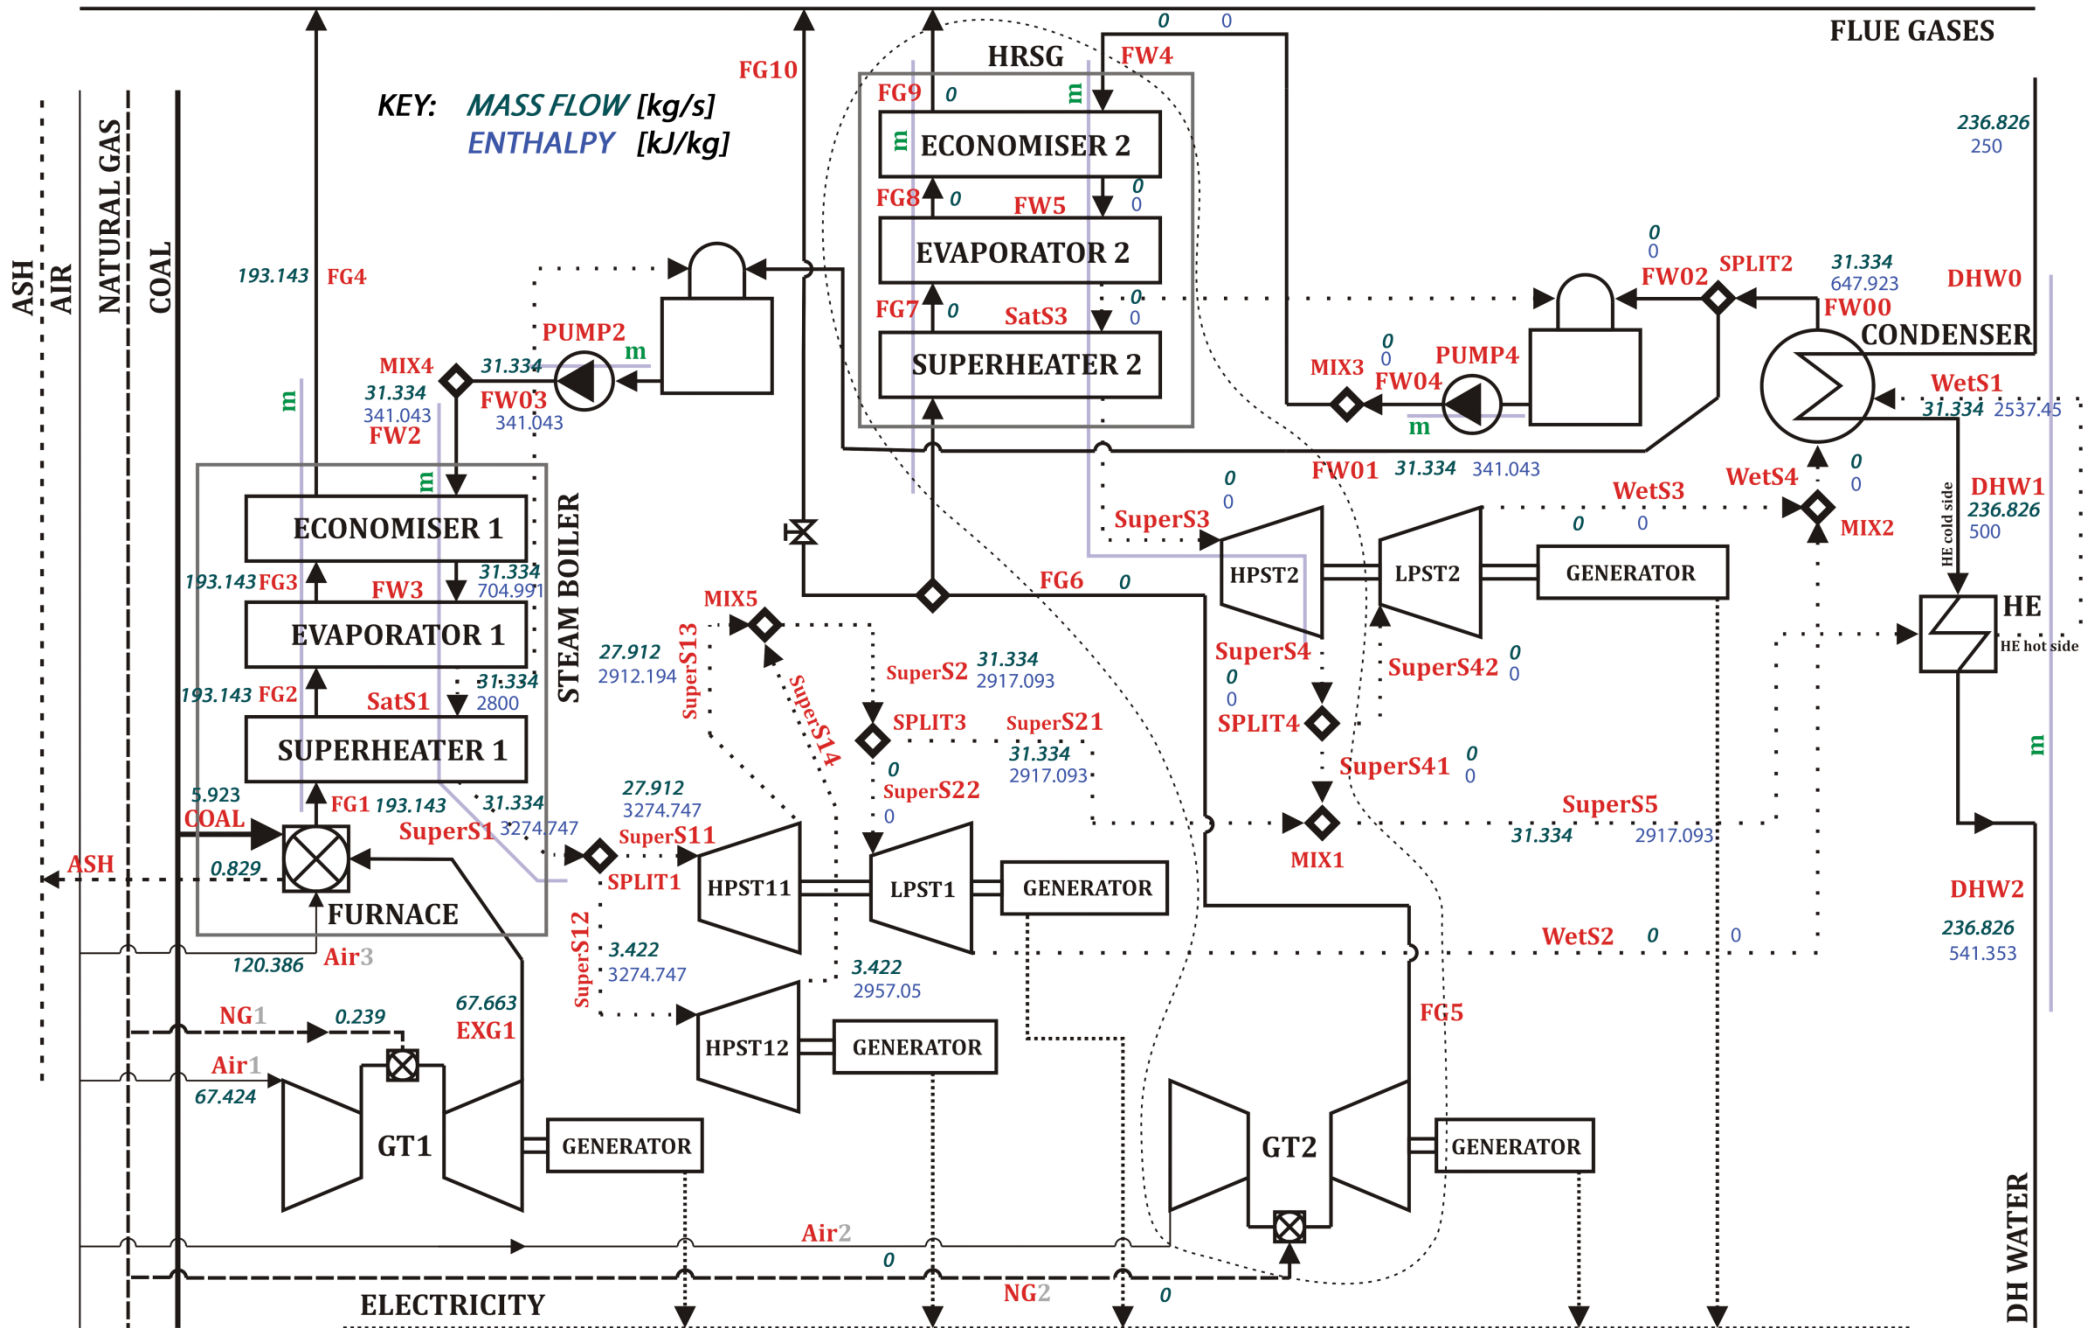 0 0
FLUE GASES
HRSG
FW4
FG10
KEY: MASS FLOW [kg/s]
ENTHALPY [kJ/kg]
FG9 0
m
ECONOMISER 2
m
236.826
250
ASH
AIR
NATURAL GAS
COAL
FG8 0
FW5
0
0
EVAPORATOR 2
193.143 FG4
0
0
FW02
SPLIT2
31.334
647.923
FW00
DHW0
FG7 0
SatS3
0
0
PUMP2
m
SUPERHEATER 2
CONDENSER
MIX4
31.334
31.334
341.043
FW03
341.043
FW2
m
m
MIX3
0
0
FW04
PUMP4
m
WetS1
31.334 2537.45
FW01 31.334 341.043
0
0
SuperS3
WetS3
0 0
WetS4
0
0
MIX2
DHW1
236.826
500
HE cold side
ECONOMISER 1
193.143 FG3
FW3
31.334
704.991
EVAPORATOR 1
STEAM BOILER
HPST2
LPST2
GENERATOR
FG6 0
HE
HE hot side
MIX5
27.912
2912.194
SuperS13
SuperS14
SuperS2 31.334
2917.093
SuperS4
0
0
SuperS42 0
0
193.143 FG2
SatS1
31.334
2800
SUPERHEATER 1
SPLIT3
SuperS21
31.334
2917.093
SPLIT4
0
SuperS22
0
SuperS41 0
0
m
5.923
COAL
FG1 193.143
SuperS1
31.334
3274.747
27.912
3274.747
SuperS11
SPLIT1
SuperS5
31.334 2917.093
MIX1
ASH
0.829
FURNACE
HPST11
LPST1
GENERATOR
DHW2
236.826
541.353
Air3
120.386
SuperS12
3.422
3274.747
3.422
2957.05
WetS2 0 0
NG1
0.239
67.663
EXG1
FG5
Air1
67.424
HPST12
GENERATOR
GT1
GENERATOR
GT2
GENERATOR
Air2
0
NG2
0
ELECTRICITY
DH WATER